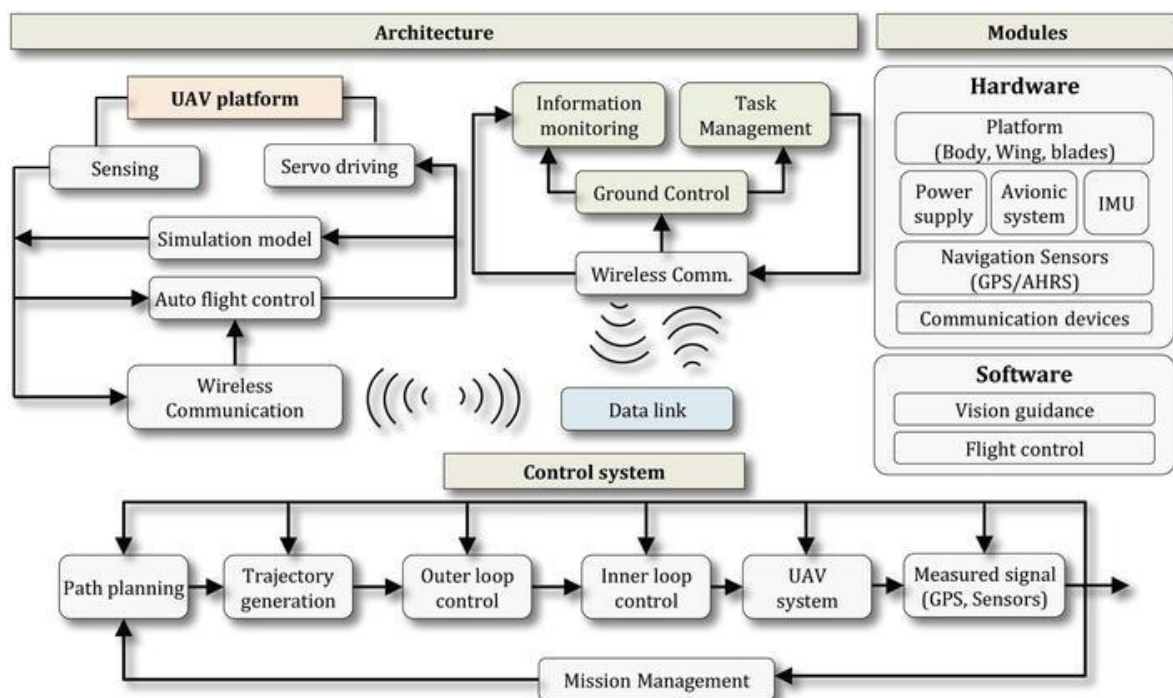 Architecture
Modules
UAV platform
Sensing
Servo driving
Simulation model
Auto flight control
Wireless
Communication
Information
monitoring
Task
Management
Ground Control
Wireless Comm.
Data link
Hardware
Platform
(Body, Wing, blades)
Power
supply
Avionic
system
IMU
Navigation Sensors
(GPS/AHRS)
Communication devices
Software
Vision guidance
Flight control
Control system
Path planning
Trajectory
generation
Outer loop
control
Inner loop
control
UAV
system
Measured signal
(GPS, Sensors)
Mission Management